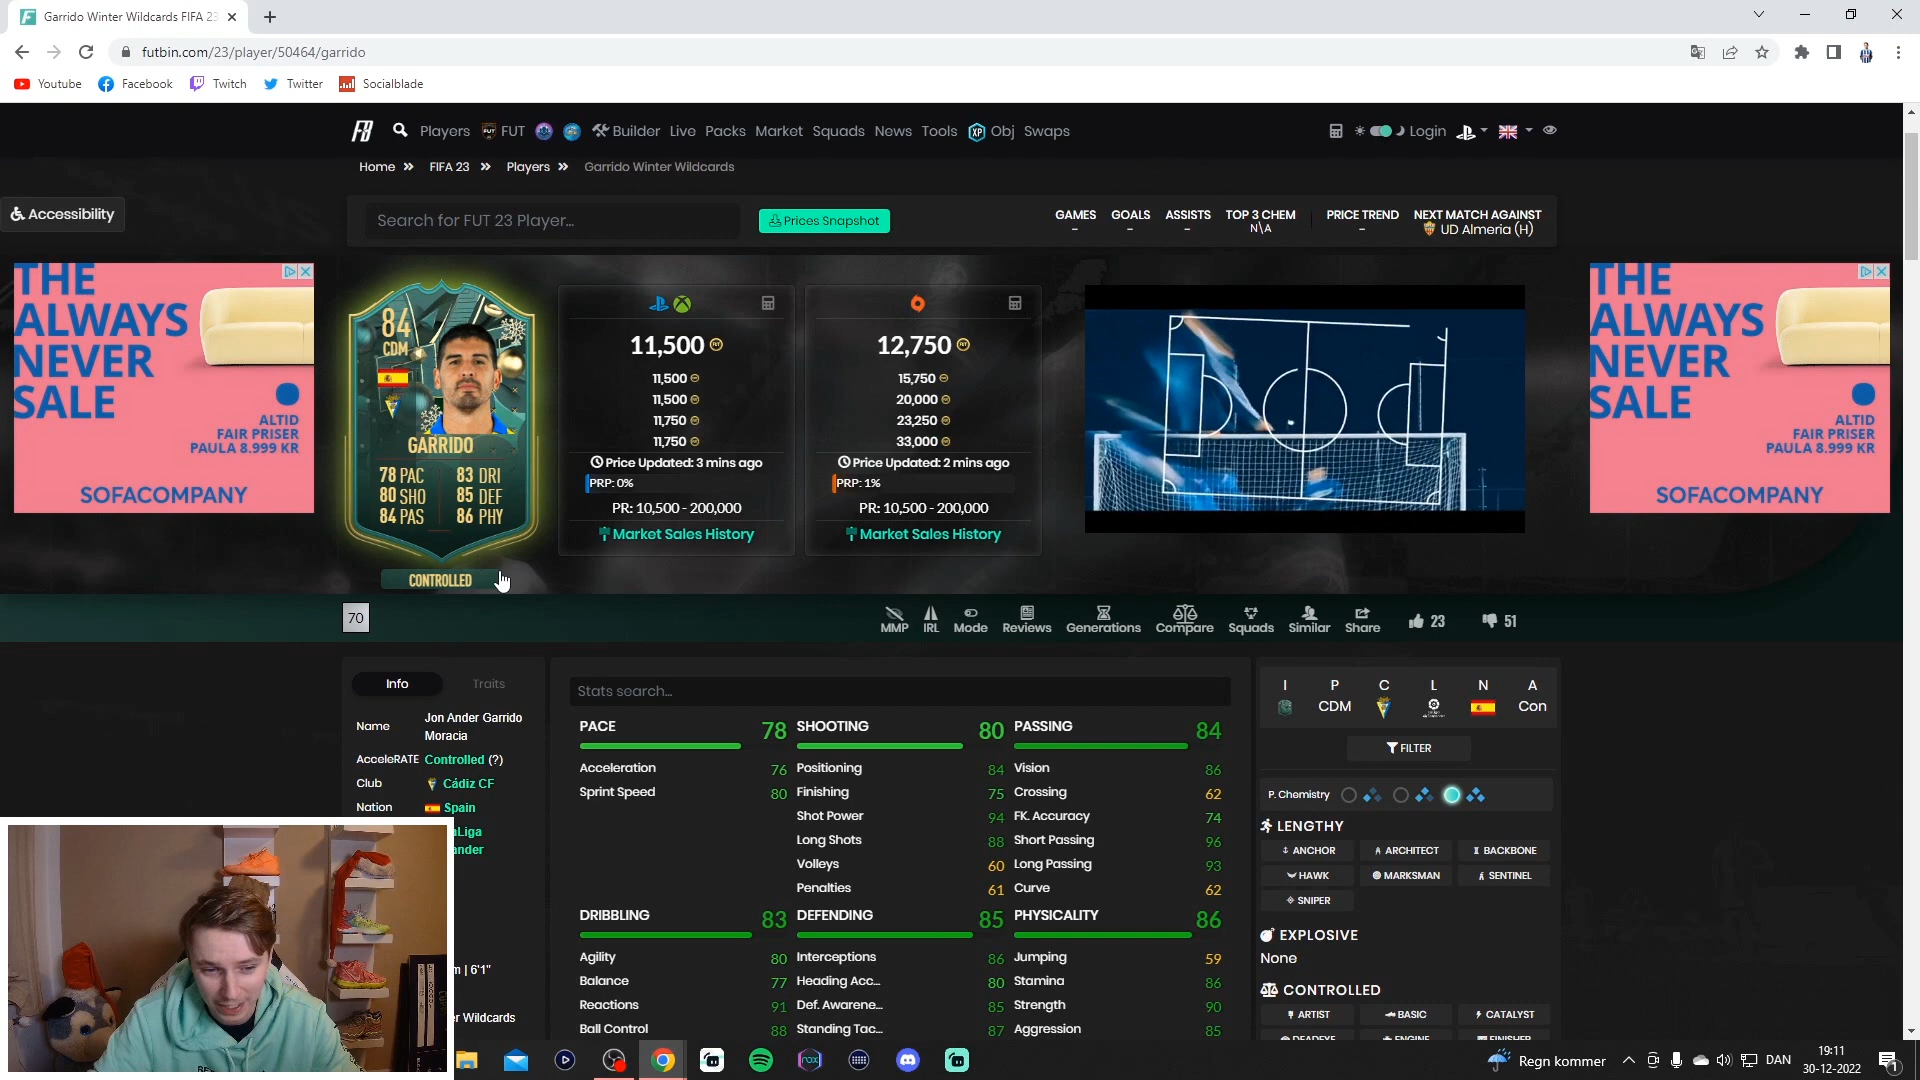 Garrido Winter Wildcards FIFA 23
futbin.com/23/player/50464/garrido
Youtube Facebook Twitch Twitter Socialblade
Players FUT Builder Live Packs Market Squads News Tools XP Obj Swaps Login
Home » FIFA 23 » Players » Garrido Winter Wildcards
Accessibility
Search for FUT 23 Player...
Prices Snapshot
GAMES GOALS ASSISTS TOP 3 CHEM PRICE TREND NEXT MATCH AGAINST
- - - N\A - UD Almeria (H)
THE
ALWAYS
NEVER
SALE
ALTID
FAIR PRISER
PAULA 8.999 KR
SOFACOMPANY
84
CDM
GARRIDO
78 PAC 83 DRI
80 SHO 85 DEF
84 PAS 86 PHY
CONTROLLED
11,500
11,500
11,500
11,750
11,750
Price Updated: 3 mins ago
PRP: 0%
PR: 10,500 - 200,000
Market Sales History
12,750
15,750
20,000
23,250
33,000
Price Updated: 2 mins ago
PRP: 1%
PR: 10,500 - 200,000
Market Sales History
THE
ALWAYS
NEVER
SALE
ALTID
FAIR PRISER
PAULA 8.999 KR
SOFACOMPANY
70
MMP IRL Mode Reviews Generations Compare Squads Similar Share 23 51
Info Traits
Name Jon Ander Garrido
Moracia
AcceleRATE Controlled (?)
Club Cádiz CF
Nation Spain
aLiga
ander
m | 6'1"
r Wildcards
Stats search...
PACE 78
Acceleration 76
Sprint Speed 80
SHOOTING 80
Positioning 84
Finishing 75
Shot Power 94
Long Shots 88
Volleys 60
Penalties 61
PASSING 84
Vision 86
Crossing 62
FK. Accuracy 74
Short Passing 96
Long Passing 93
Curve 62
DRIBBLING 83
Agility 80
Balance 77
Reactions 91
Ball Control 88
DEFENDING 85
Interceptions 86
Heading Acc... 80
Def. Awarene... 85
Standing Tac... 87
PHYSICALITY 86
Jumping 59
Stamina 86
Strength 90
Aggression 85
I P C L N A
CDM Con
FILTER
P. Chemistry
LENGTHY
ANCHOR ARCHITECT BACKBONE
HAWK MARKSMAN SENTINEL
SNIPER
EXPLOSIVE
None
CONTROLLED
ARTIST BASIC CATALYST
DEADEYE ENGINE FINISHER
Regn kommer DAN 19:11
30-12-2022
1